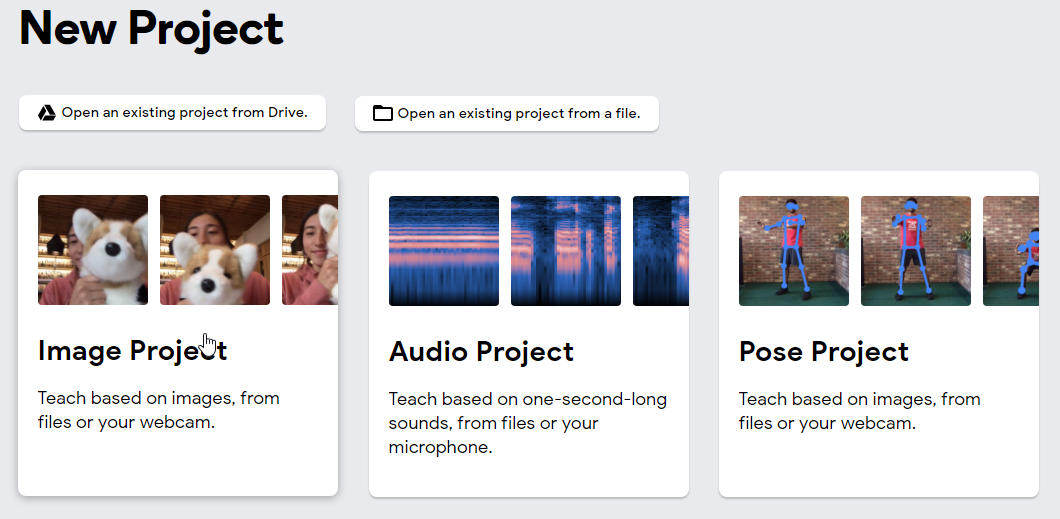 New Project
Open an existing project from Drive.
Open an existing project from a file.
Image Project
Teach based on images, from
files or your webcam.
Audio Project
Teach based on one-second-long
sounds, from files or your
microphone.
Pose Project
Teach based on images, from
files or your webcam.